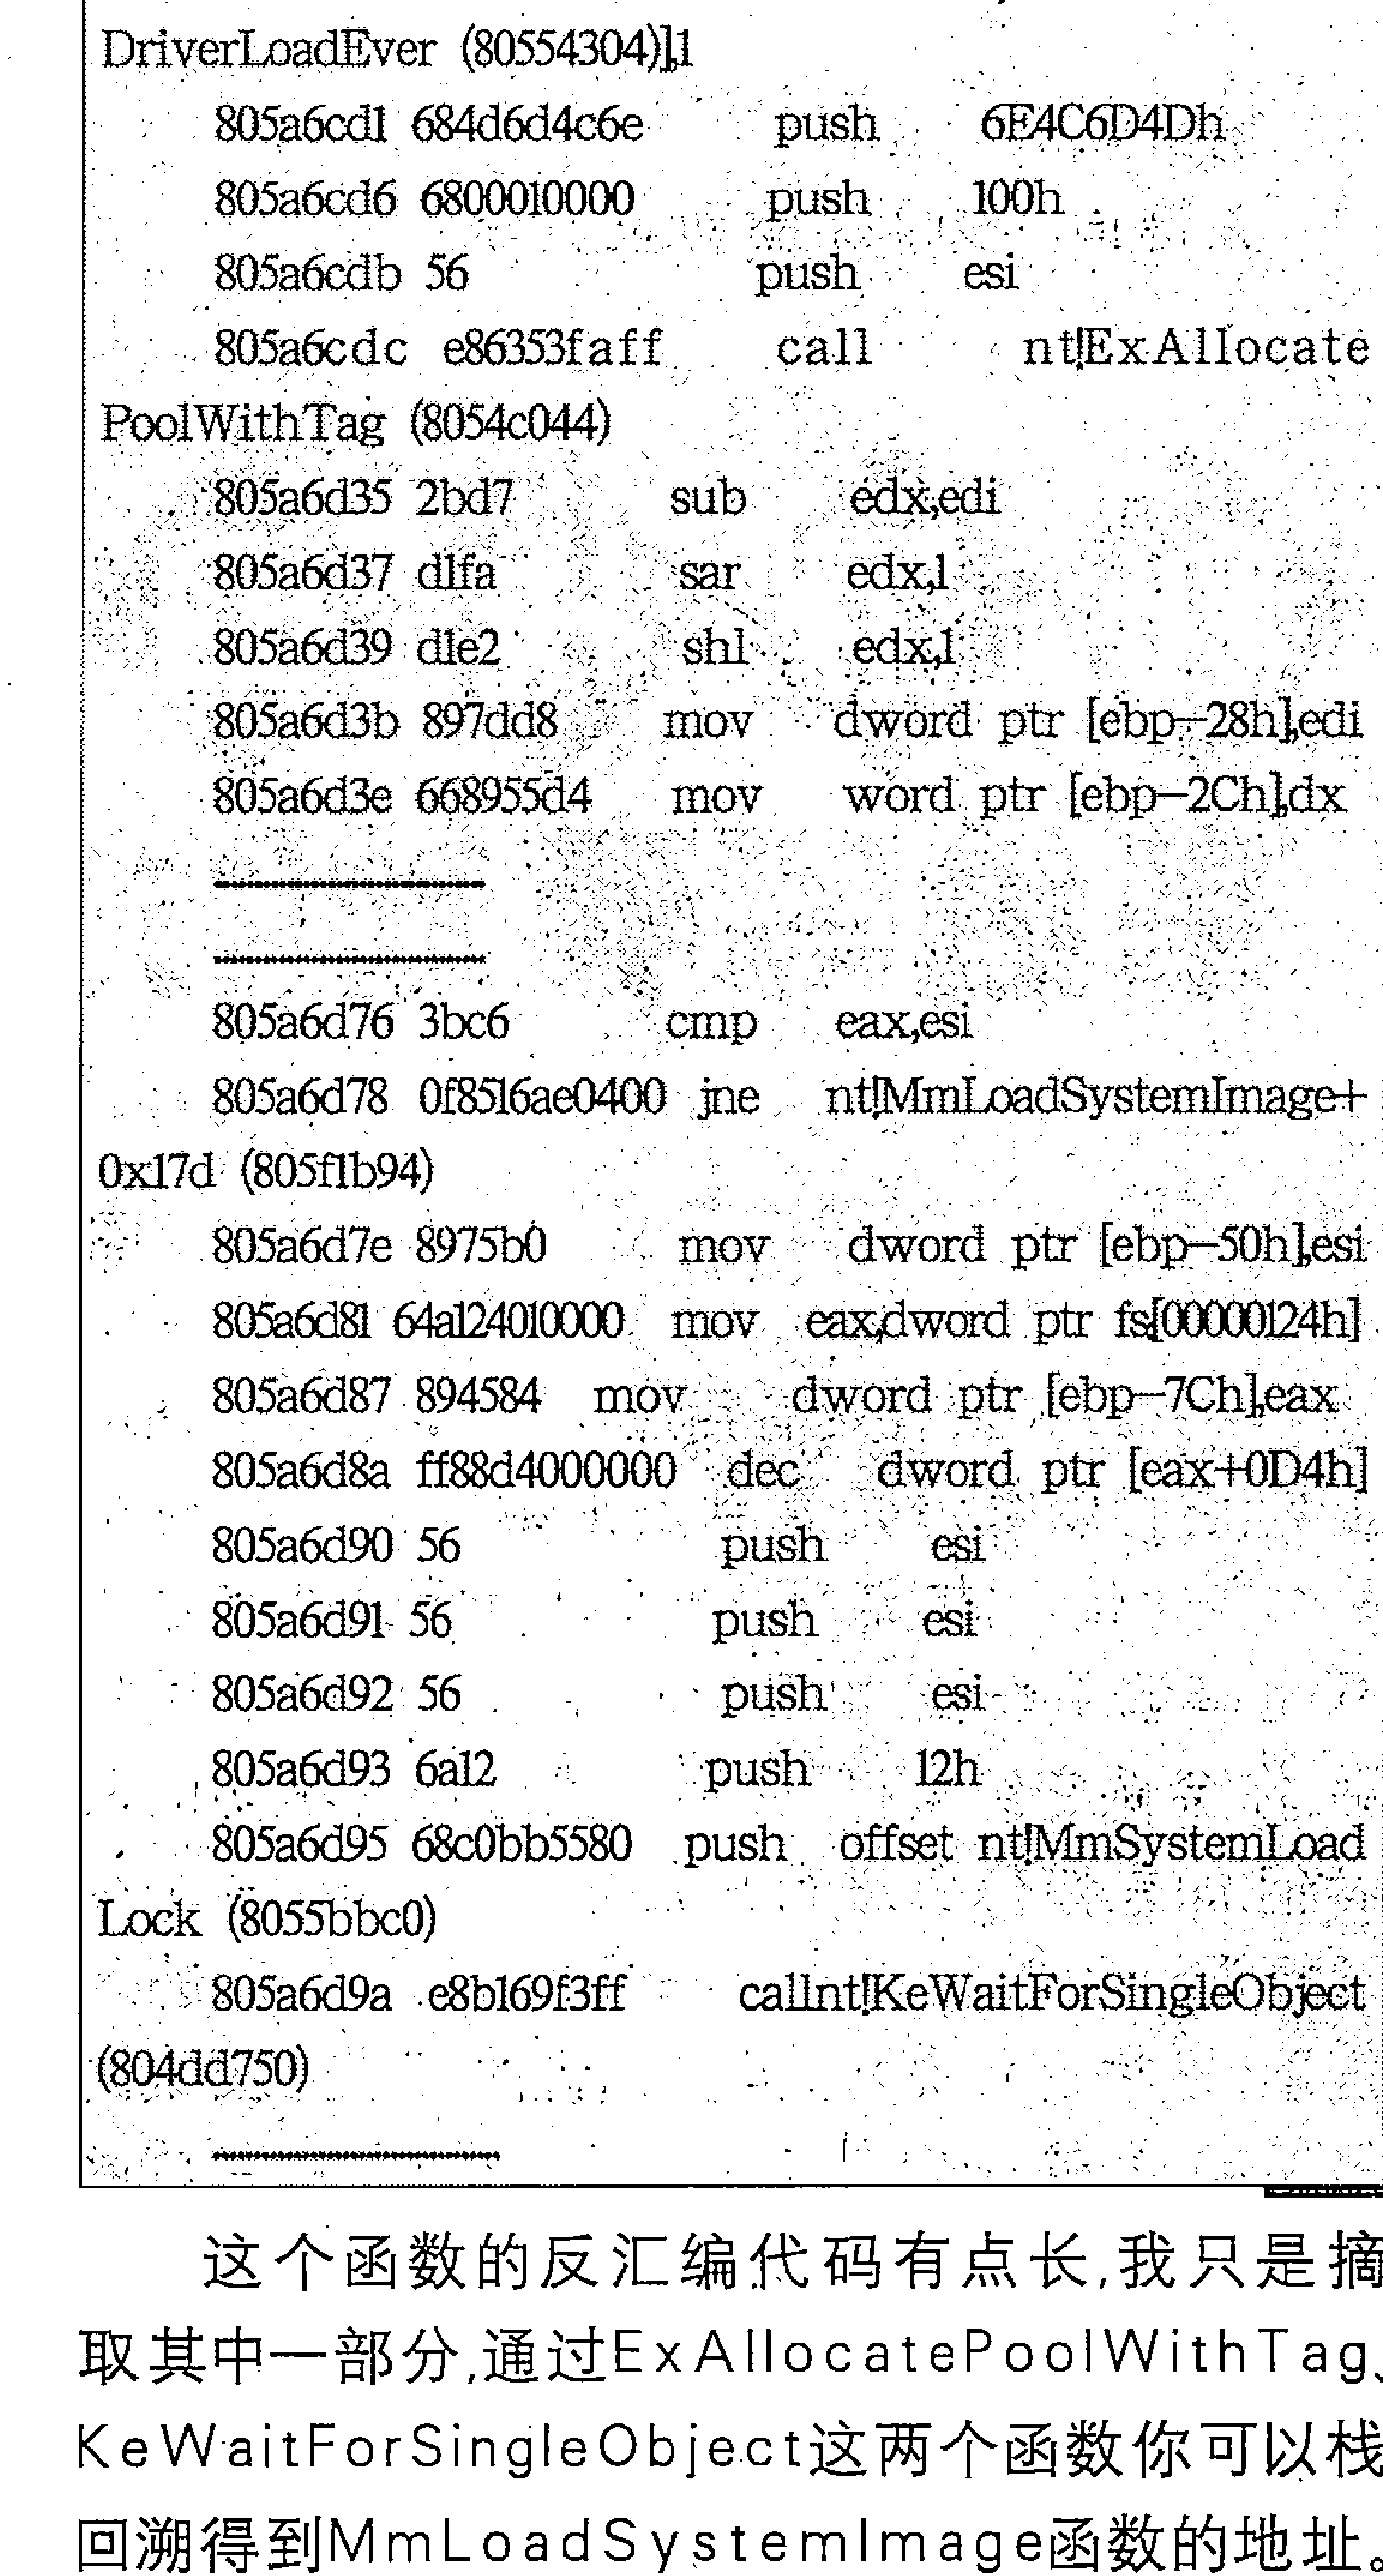 DriverLoadEver (80554304)],1
805a6cd1 684d6d4c6e push 6E4C6D4Dh
805a6cd6 6800010000 push 100h
805a6cdb 56 push esi
805a6cdc e86353faff call nt!ExAllocate
PoolWithTag (8054c044)
805a6d35 2bd7 sub edx,edi
805a6d37 d1fa sar edx,1
805a6d39 d1e2 shl edx,1
805a6d3b 897dd8 mov dword ptr [ebp-28h],edi
805a6d3e 668955d4 mov word ptr [ebp-2Ch],dx
805a6d76 3bc6 cmp eax,esi
805a6d78 0f8516ae0400 jne nt!MmLoadSystemImage+
0x17d (805f1b94)
805a6d7e 8975b0 mov dword ptr [ebp-50h],esi
805a6d81 64a124010000 mov eax,dword ptr fs:[00000124h]
805a6d87 894584 mov dword ptr [ebp-7Ch],eax
805a6d8a ff88d4000000 dec dword ptr [eax+0D4h]
805a6d90 56 push esi
805a6d91 56 push esi
805a6d92 56 push esi
805a6d93 6a12 push 12h
805a6d95 68c0bb5580 push offset nt!MmSystemLoad
Lock (8055bbc0)
805a6d9a e8b169f3ff callnt!KeWaitForSingleObject
(804dd750)
这个函数的反汇编代码有点长,我只是摘
取其中一部分,通过ExAllocatePoolWithTag、
KeWaitForSingleObject这两个函数你可以栈
回溯得到MmLoadSystemImage函数的地址。